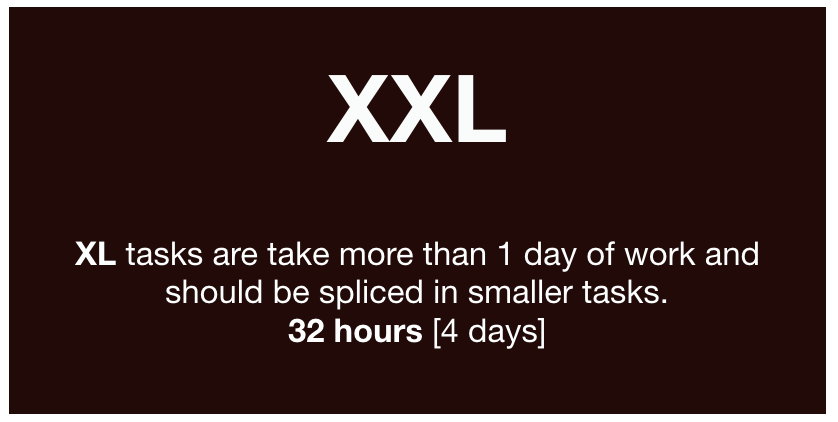 XXL
XL tasks are take more than 1 day of work and
should be spliced in smaller tasks.
32 hours [4 days]